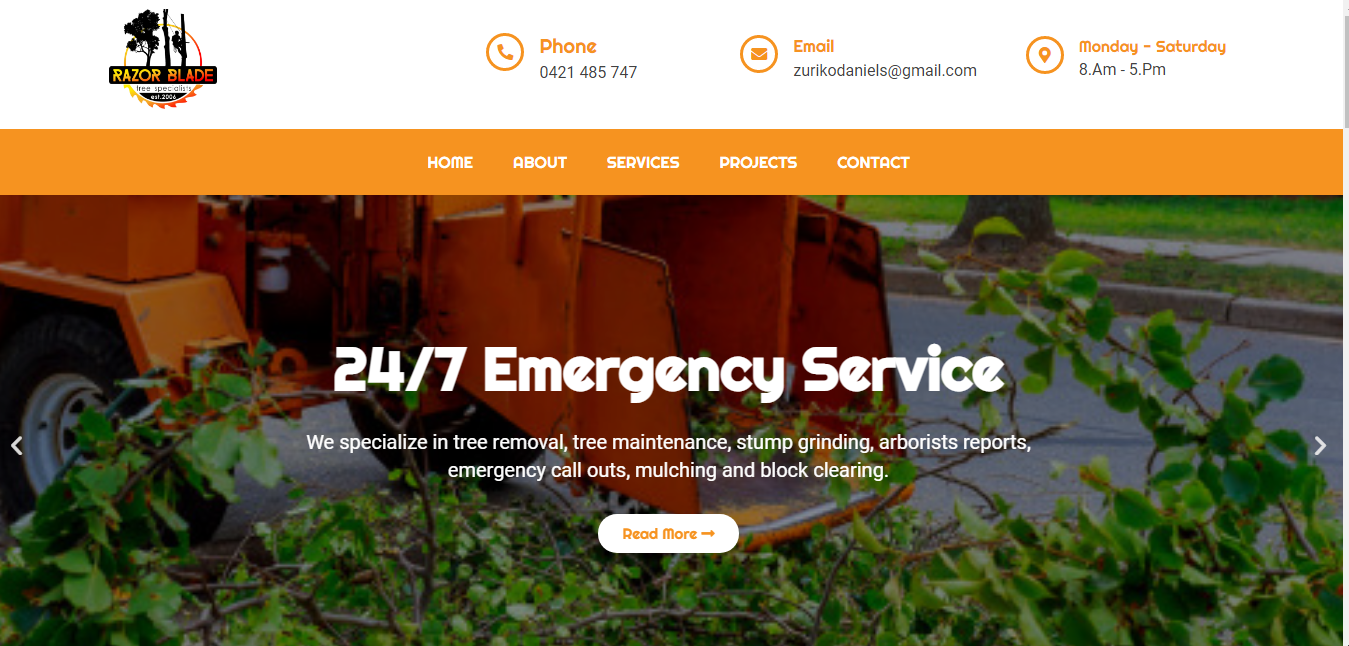 RAZOR BLADE
tree specialists
est.2006
Phone
0421 485 747
Email
zurikodaniels@gmail.com
Monday - Saturday
8.Am - 5.Pm
HOME ABOUT SERVICES PROJECTS CONTACT
24/7 Emergency Service
We specialize in tree removal, tree maintenance, stump grinding, arborists reports,
emergency call outs, mulching and block clearing.
Read More